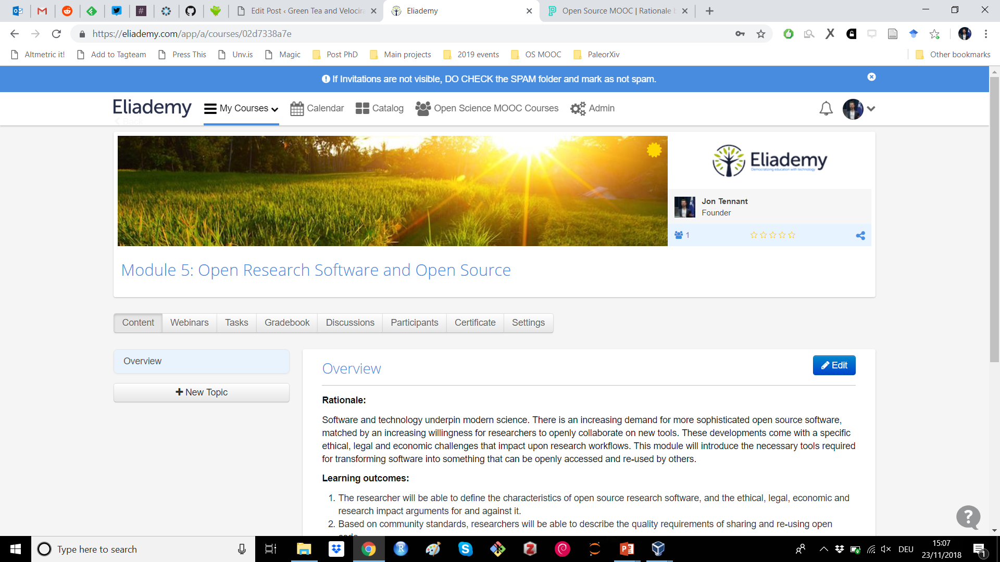 Edit Post ‹ Green Tea and Velocira
Eliademy
Open Source MOOC | Rationale b
https://eliademy.com/app/a/courses/02d7338a7e
Altmetric it!
Add to Tagteam
Press This
Unv.is
Magic
Post PhD
Main projects
2019 events
OS MOOC
PaleorXiv
Other bookmarks
If Invitations are not visible, DO CHECK the SPAM folder and mark as not spam.
Eliademy
My Courses
Calendar
Catalog
Open Science MOOC Courses
Admin
Back
Eliademy
Democratizing education with technology
Jon Tennant
Founder
1
Module 5: Open Research Software and Open Source
Content
Webinars
Tasks
Gradebook
Discussions
Participants
Certificate
Settings
Overview
New Topic
Overview
Edit
Rationale:
Software and technology underpin modern science. There is an increasing demand for more sophisticated open source software,
matched by an increasing willingness for researchers to openly collaborate on new tools. These developments come with a specific
ethical, legal and economic challenges that impact upon research workflows. This module will introduce the necessary tools required
for transforming software into something that can be openly accessed and re-used by others.
Learning outcomes:
1. The researcher will be able to define the characteristics of open source research software, and the ethical, legal, economic and
research impact arguments for and against it.
2. Based on community standards, researchers will be able to describe the quality requirements of sharing and re-using open
code.
Type here to search
DEU
15:07
23/11/2018
1